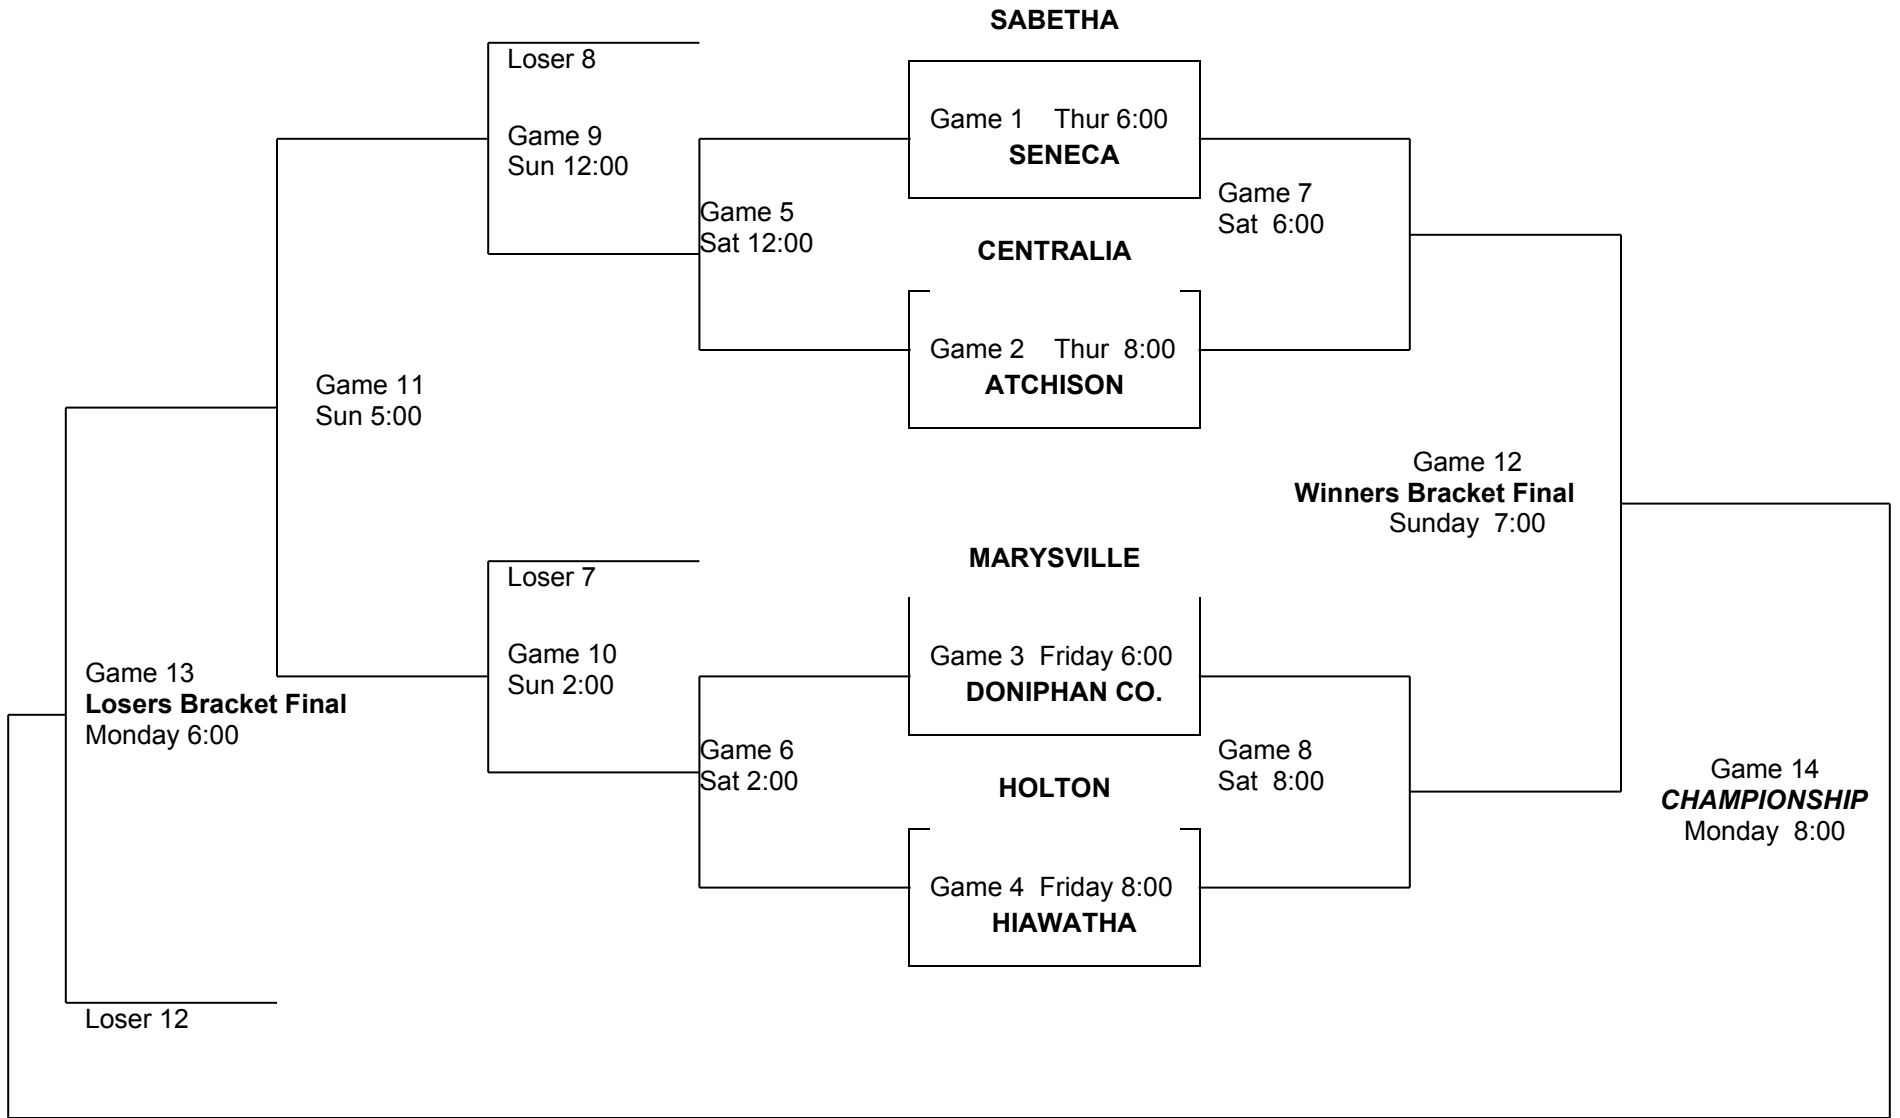 SABETHA
Loser 8
Game 1 Thur 6:00
SENECA
Game 9
Sun 12:00
Game 7
Sat 6:00
Game 5
Sat 12:00
CENTRALIA
Game 2 Thur 8:00
ATCHISON
Game 11
Sun 5:00
Game 12
Winners Bracket Final
Sunday 7:00
MARYSVILLE
Loser 7
Game 3 Friday 6:00
DONIPHAN CO.
Game 10
Sun 2:00
Game 13
Losers Bracket Final
Monday 6:00
Game 6
Sat 2:00
Game 8
Sat 8:00
HOLTON
Game 14
CHAMPIONSHIP
Monday 8:00
Game 4 Friday 8:00
HIAWATHA
Loser 12